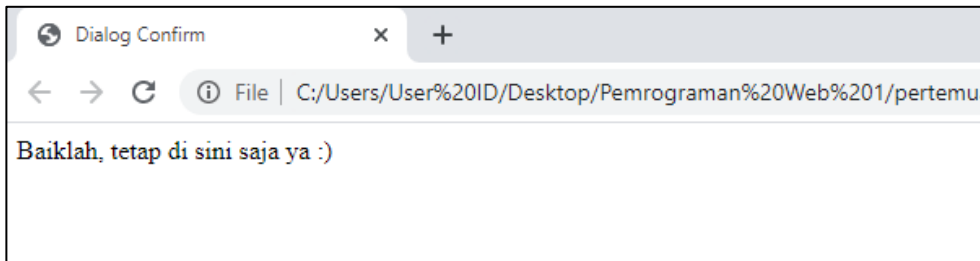 Dialog Confirm
File C:/Users/User%20ID/Desktop/Pemrograman%20Web%201/pertemu
Baiklah, tetap di sini saja ya :)